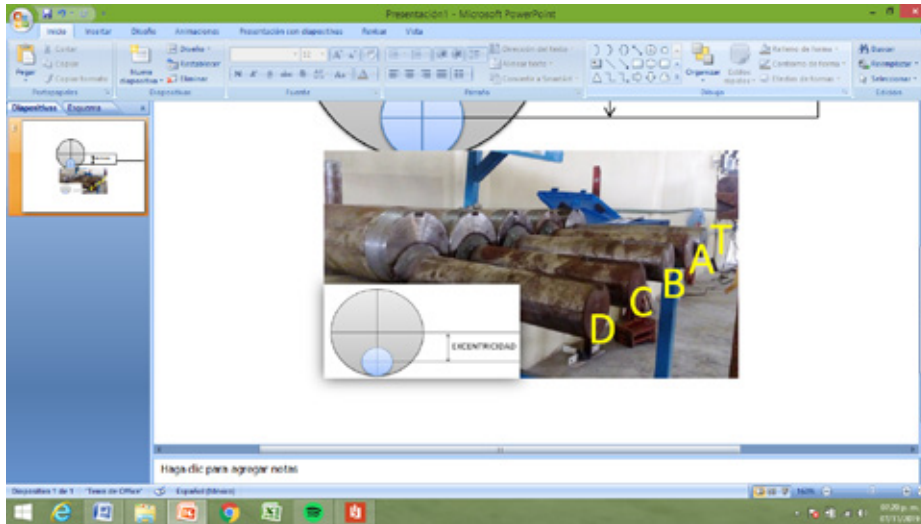 Presentación1 - Microsoft PowerPoint
Inicio Insertar Diseño Animaciones Presentación con diapositivas Revisar Vista
Pegar
Cortar
Copiar
Copiar formato
Portapapeles
Nueva diapositiva
Diseño
Restablecer
Eliminar
Diapositivas
Fuente
Dirección del texto
Alinear texto
Convertir a SmartArt
Párrafo
Organizar
Estilos rápidos
Relleno de forma
Contorno de forma
Efectos de formas
Dibujo
Buscar
Reemplazar
Seleccionar
Edición
Diapositivas Esquema
T
A
B
C
D
EXCENTRICIDAD
Haga clic para agregar notas
Diapositiva 1 de 1 "Tema de Office" Español (México)